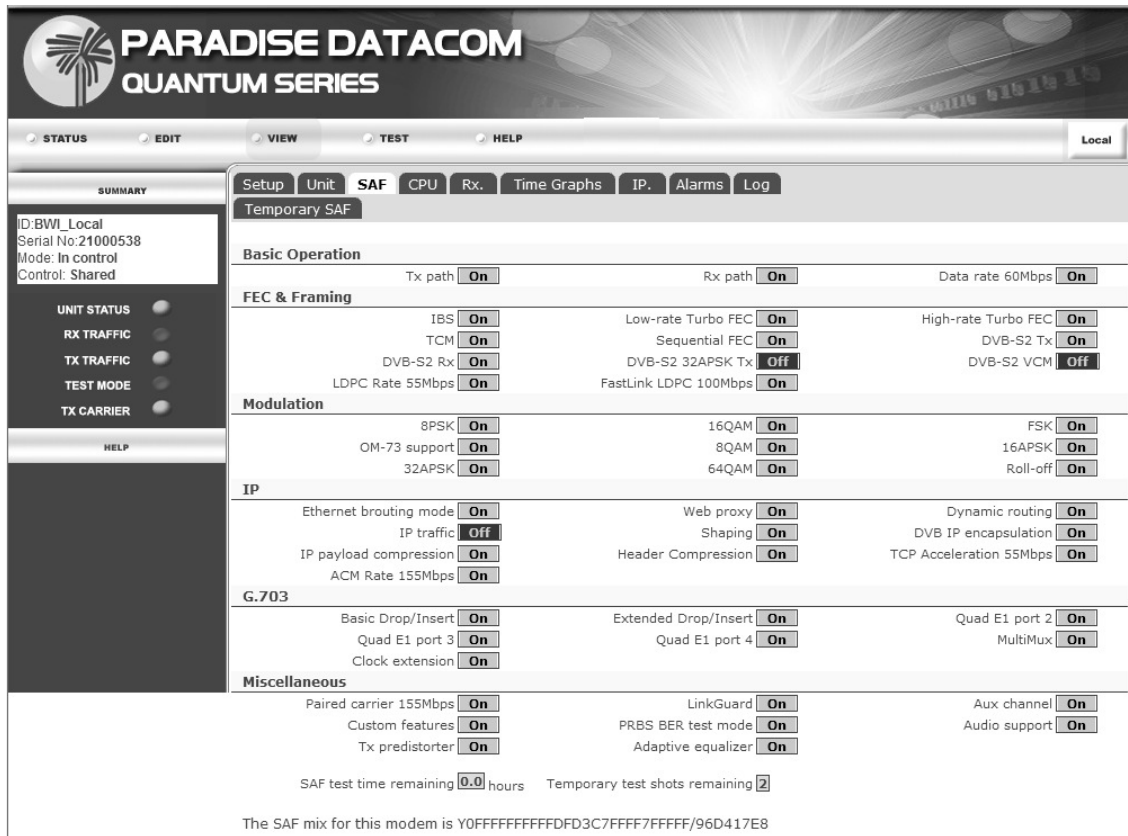 PARADISE DATACOM
QUANTUM SERIES
STATUS EDIT VIEW TEST HELP Local
SUMMARY
ID:BWI_Local
Serial No:21000538
Mode: In control
Control: Shared
UNIT STATUS
RX TRAFFIC
TX TRAFFIC
TEST MODE
TX CARRIER
HELP
Setup Unit SAF CPU Rx. Time Graphs IP. Alarms Log
Temporary SAF
Basic Operation
Tx path On Rx path On Data rate 60Mbps On
FEC & Framing
IBS On Low-rate Turbo FEC On High-rate Turbo FEC On
TCM On Sequential FEC On DVB-S2 Tx On
DVB-S2 Rx On DVB-S2 32APSK Tx Off DVB-S2 VCM Off
LDPC Rate 55Mbps On FastLink LDPC 100Mbps On
Modulation
8PSK On 16QAM On FSK On
OM-73 support On 8QAM On 16APSK On
32APSK On 64QAM On Roll-off On
IP
Ethernet brouting mode On Web proxy On Dynamic routing On
IP traffic Off Shaping On DVB IP encapsulation On
IP payload compression On Header Compression On TCP Acceleration 55Mbps On
ACM Rate 155Mbps On
G.703
Basic Drop/Insert On Extended Drop/Insert On Quad E1 port 2 On
Quad E1 port 3 On Quad E1 port 4 On MultiMux On
Clock extension On
Miscellaneous
Paired carrier 155Mbps On LinkGuard On Aux channel On
Custom features On PRBS BER test mode On Audio support On
Tx predistorter On Adaptive equalizer On
SAF test time remaining 0.0 hours Temporary test shots remaining 2
The SAF mix for this modem is Y0FFFFFFFFFFDFD3C7FFFF7FFFFF/96D417E8